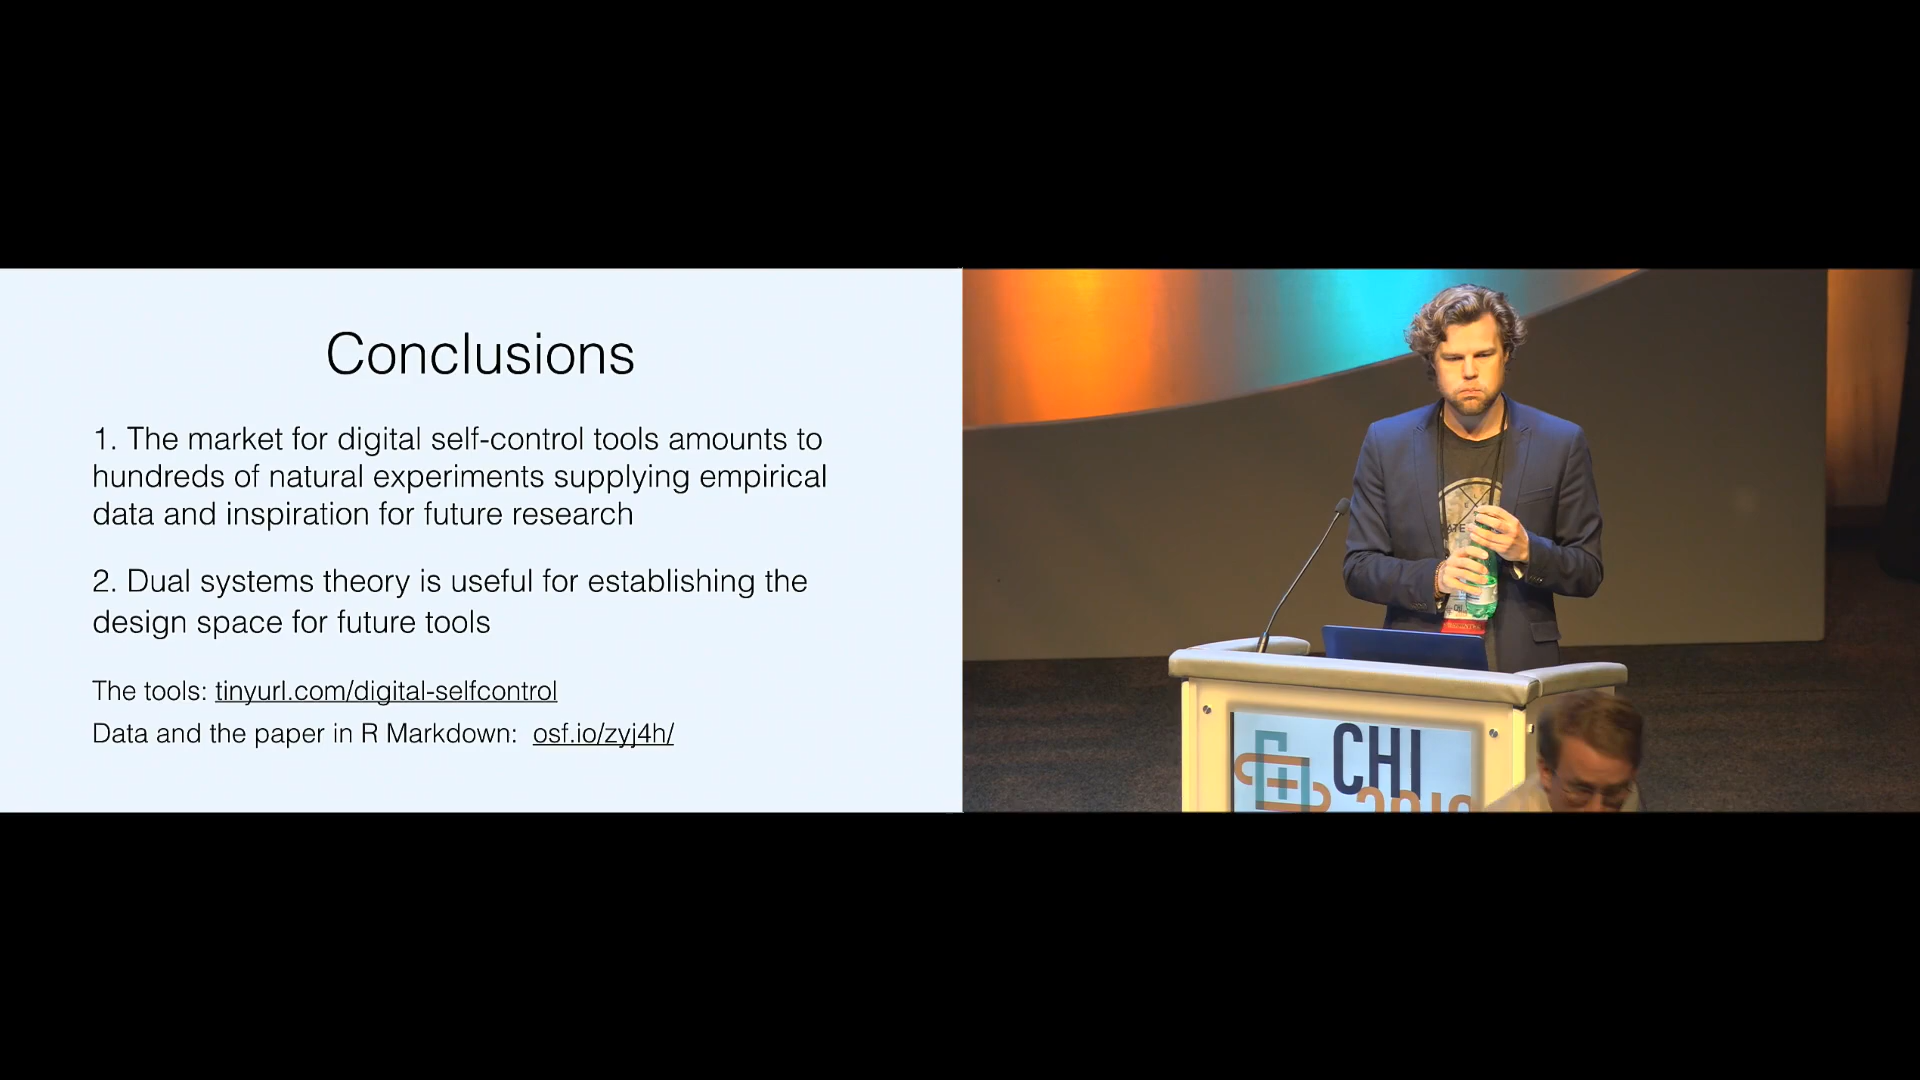 Conclusions
1. The market for digital self-control tools amounts to
hundreds of natural experiments supplying empirical
data and inspiration for future research
2. Dual systems theory is useful for establishing the
design space for future tools
The tools: tinyurl.com/digital-selfcontrol
Data and the paper in R Markdown: osf.io/zyj4h/
CHI